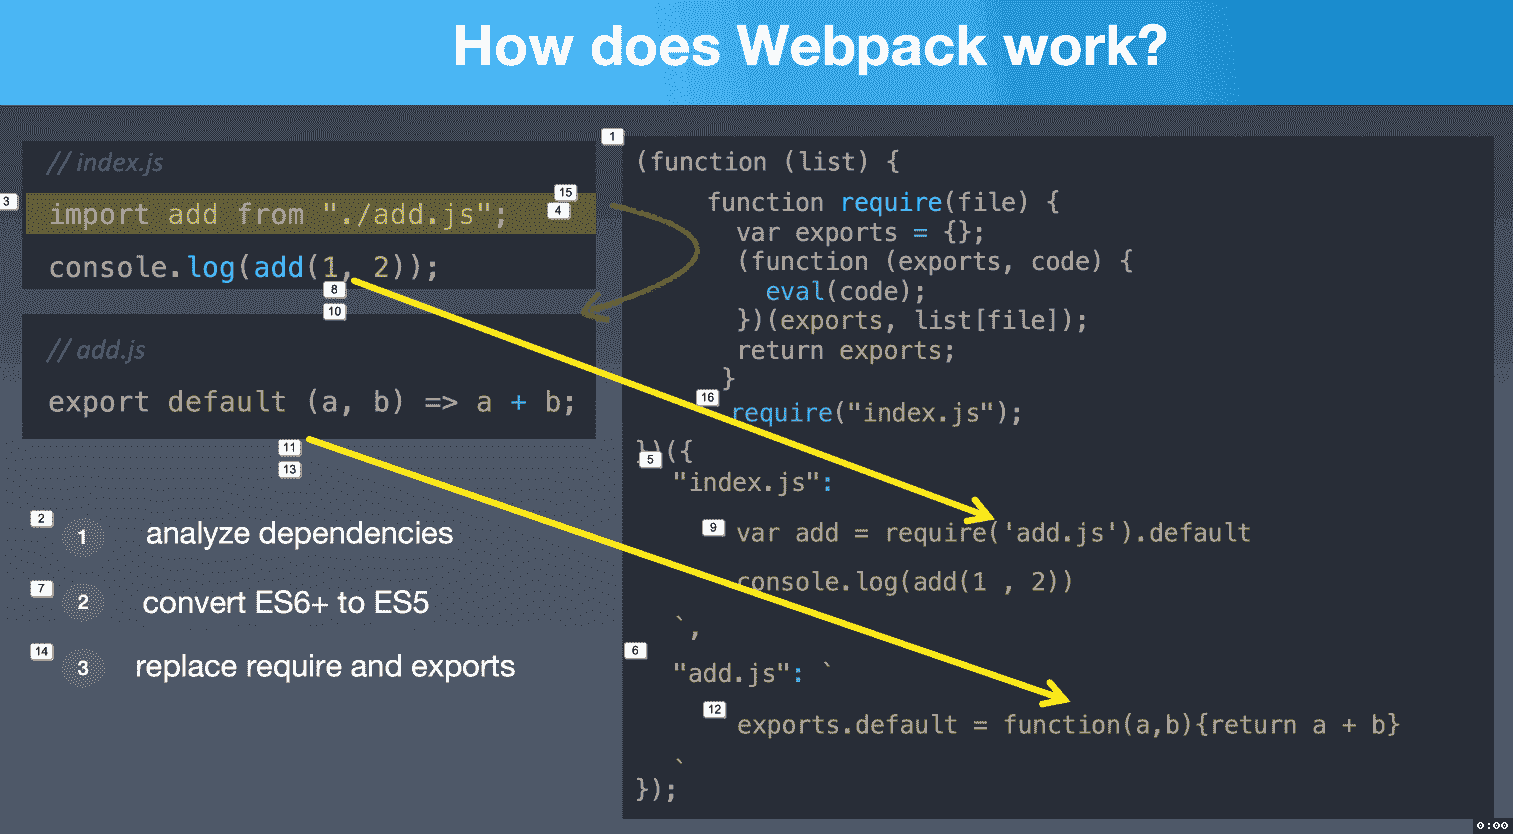 How does Webpack work?
// index.js
3
15
import add from "./add.js";
4
console.log(add(1, 2));
8
10
// add.js
export default (a, b) => a + b;
11
13
2
1 analyze dependencies
7
2 convert ES6+ to ES5
14
3 replace require and exports
1
(function (list) {
function require(file) {
var exports = {};
(function (exports, code) {
eval(code);
})(exports, list[file]);
return exports;
}
16
require("index.js");
})({
5
"index.js":
9
var add = require('add.js').default
console.log(add(1 , 2))
`,
6
"add.js": `
12
exports.default = function(a,b){return a + b}
`
});
0:00